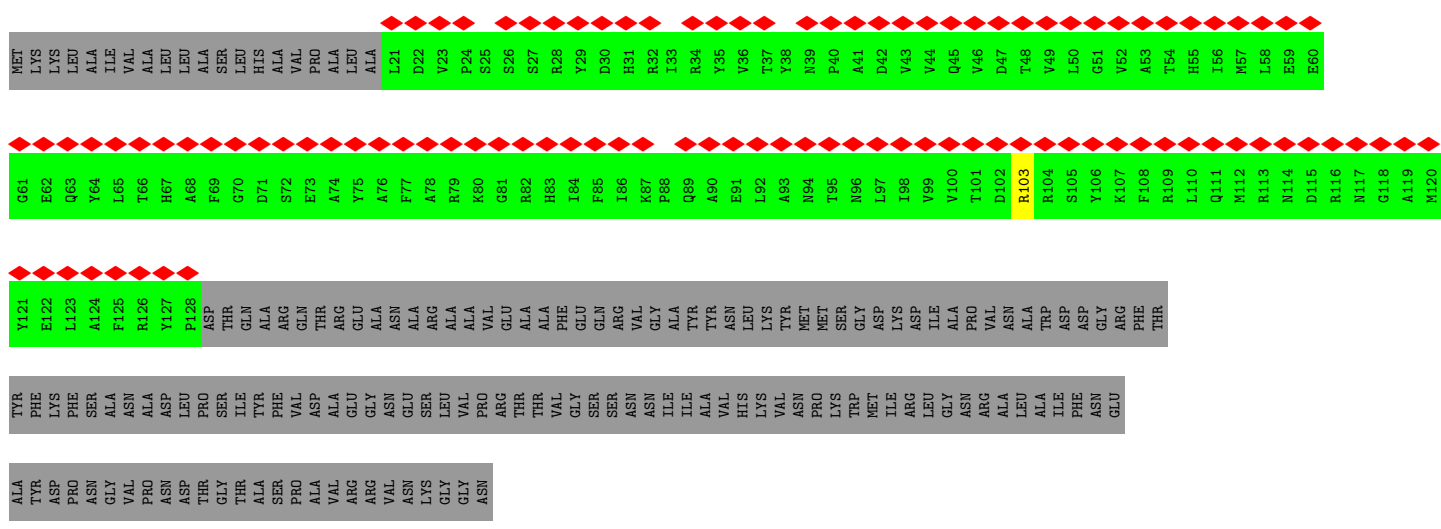 MET LYS LYS LEU ALA ILE VAL ALA LEU LEU ALA SER LEU HIS ALA VAL PRO ALA LEU ALA L21 D22 V23 P24 S25 S26 S27 R28 Y29 D30 H31 R32 I33 R34 Y35 V36 T37 Y38 N39 P40 A41 D42 V43 V44 Q45 V46 D47 T48 V49 L50 G51 V52 A53 T54 H55 I56 M57 L58 E59 E60
G61 E62 Q63 Y64 L65 T66 H67 A68 F69 G70 D71 S72 E73 A74 Y75 A76 F77 A78 R79 K80 G81 R82 H83 I84 F85 I86 K87 P88 Q89 A90 E91 L92 A93 N94 T95 N96 L97 I98 V99 V100 T101 D102 R103 R104 S105 Y106 K107 F108 R109 L110 Q111 M112 R113 N114 D115 R116 N117 G118 A119 M120
Y121 E122 L123 A124 F125 R126 Y127 P128 ASP THR GLN ALA ARG GLN THR ARG GLU ALA ASN ALA ARG ALA ALA VAL GLU ALA ALA PHE GLU GLN ARG VAL GLY ALA TYR TYR ASN LEU LYS TYR MET MET SER GLY ASP LYS ASP ILE ALA PRO VAL ASN ALA TRP ASP ASP GLY ARG PHE THR
TYR PHE LYS PHE SER ALA ASN ALA ASP LEU PRO SER ILE TYR PHE VAL ASP ALA GLU GLY ASN GLU SER LEU VAL PRO ARG THR THR VAL GLY SER SER ASN ASN ILE ILE ALA VAL HIS LYS VAL ASN PRO LYS TRP MET ILE ARG LEU GLY ASN ARG ALA LEU ALA ILE PHE ASN GLU
ALA TYR ASP PRO ASN GLY VAL PRO ASN ASP THR GLY THR ALA SER PRO ALA VAL ARG ARG VAL ASN LYS GLY GLY ASN